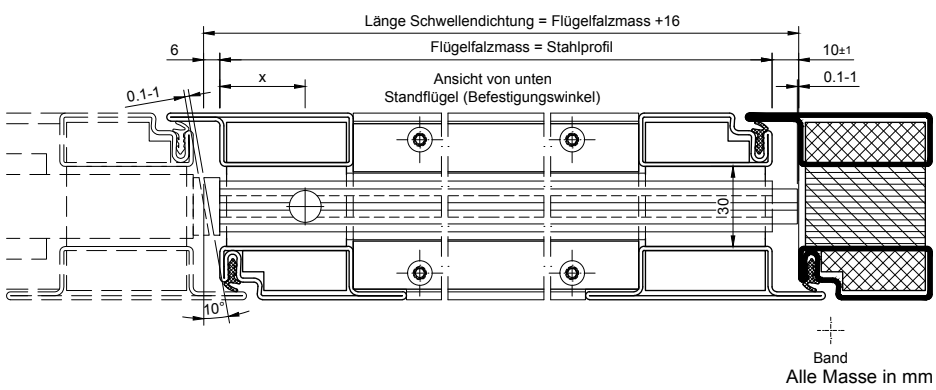 Länge Schwellendichtung = Flügelfalzmass +16
6
Flügelfalzmass = Stahlprofil
10±1
x
Ansicht von unten
0.1-1
0.1-1
Standflügel (Befestigungswinkel)
30
10°
Band
Alle Masse in mm